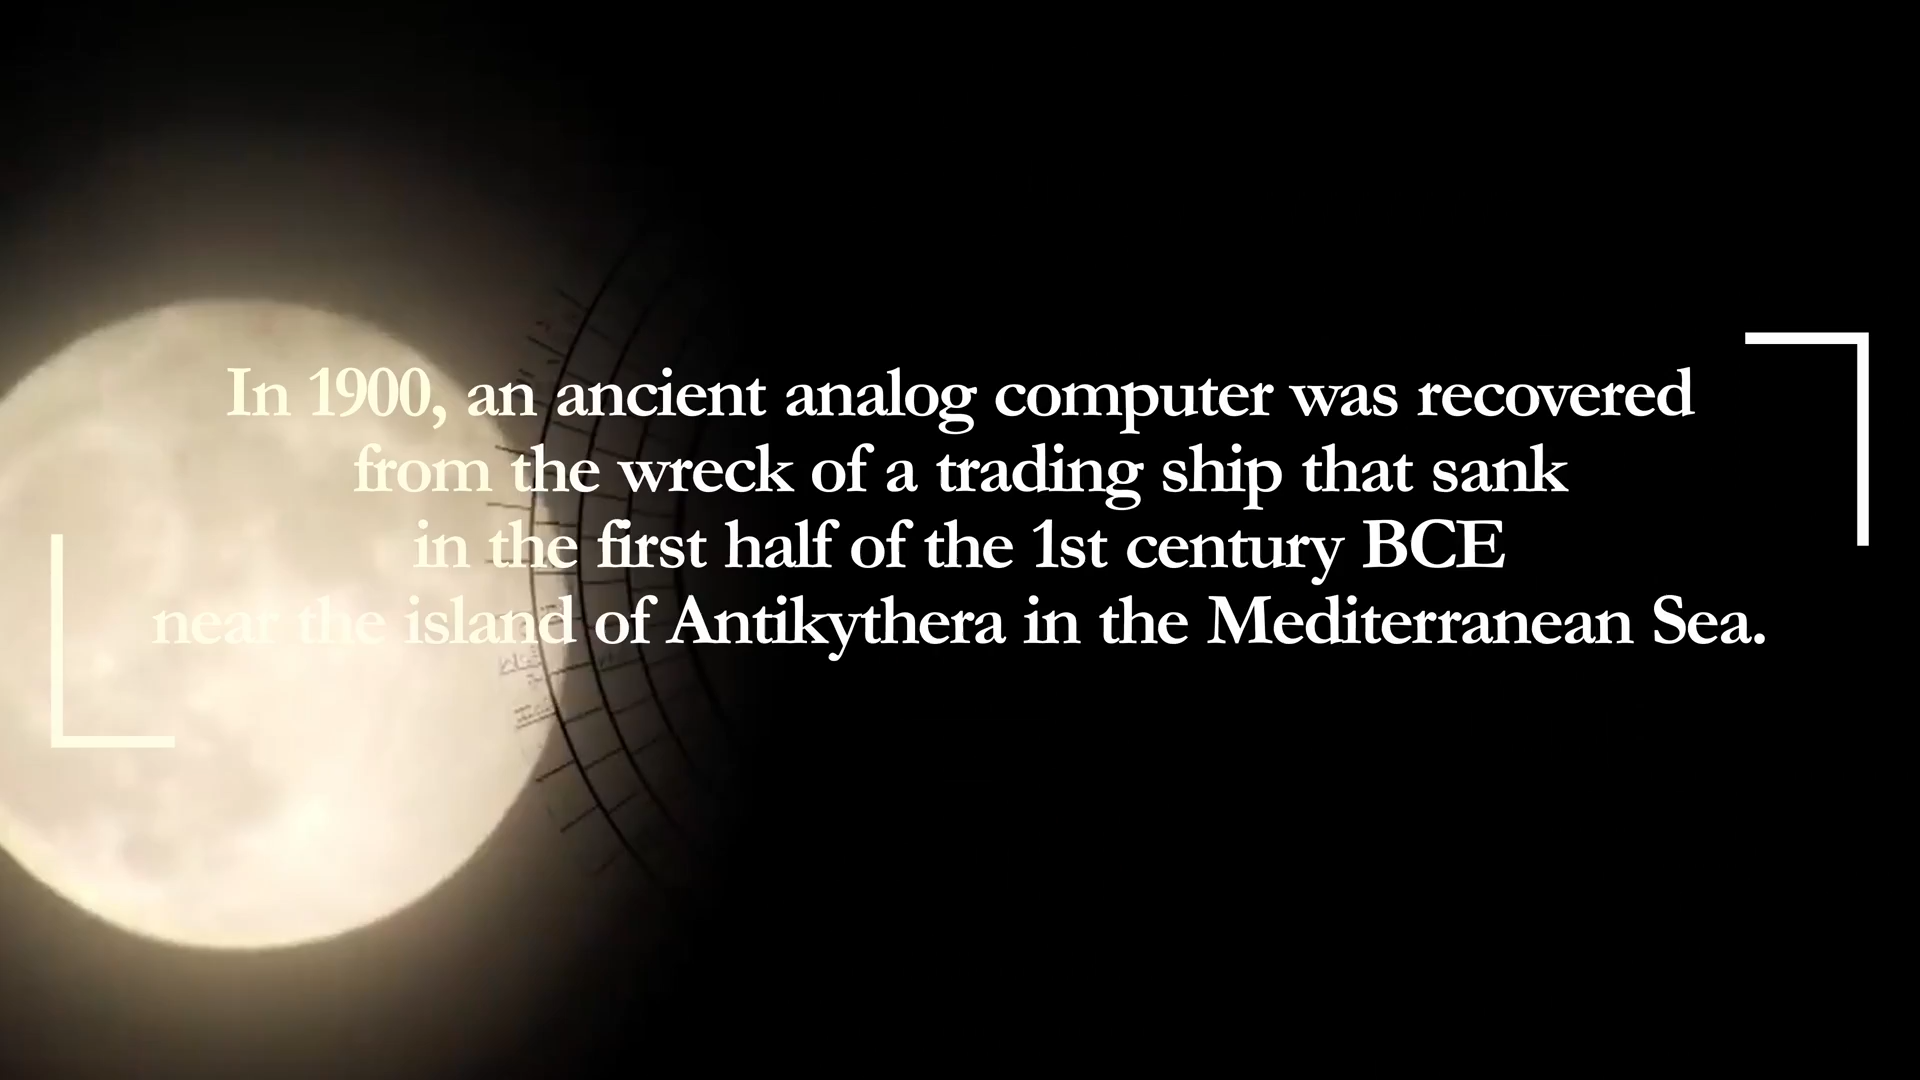 In 1900, an ancient analog computer was recovered
from the wreck of a trading ship that sank
in the first half of the 1st century BCE
near the island of Antikythera in the Mediterranean Sea.